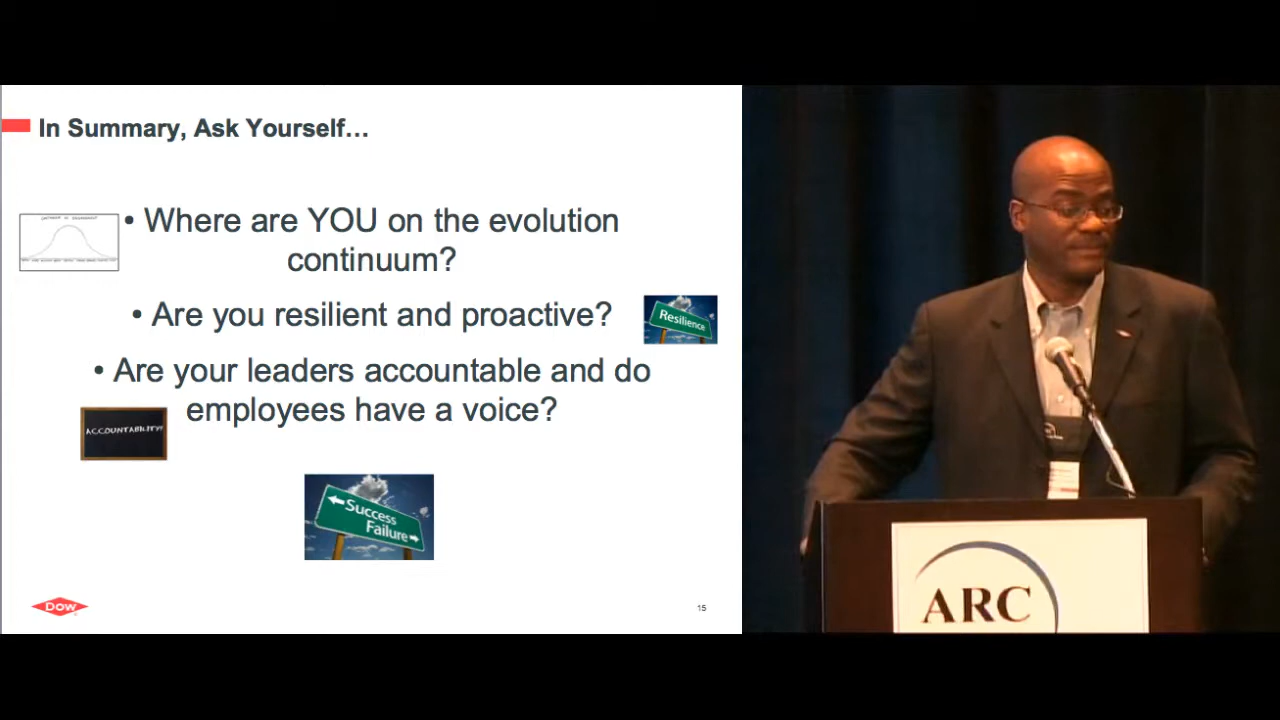 In Summary, Ask Yourself…
• Where are YOU on the evolution
continuum?
• Are you resilient and proactive?
Resilience
• Are your leaders accountable and do
employees have a voice?
ACCOUNTABILITY
Success
Failure
Dow
15
ARC